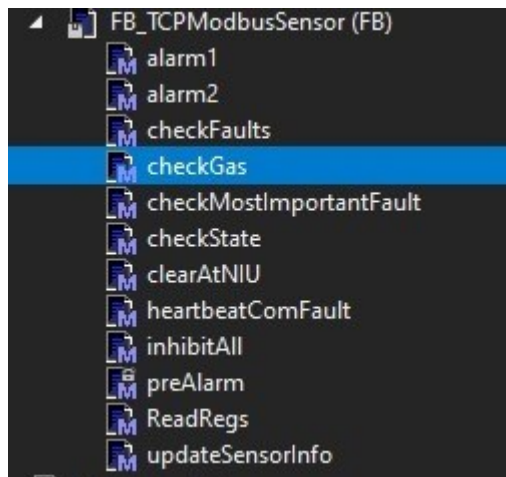 FB_TCPModbusSensor (FB)
alarm1
alarm2
checkFaults
checkGas
checkMostImportantFault
checkState
clearAtNIU
heartbeatComFault
inhibitAll
preAlarm
ReadRegs
updateSensorInfo